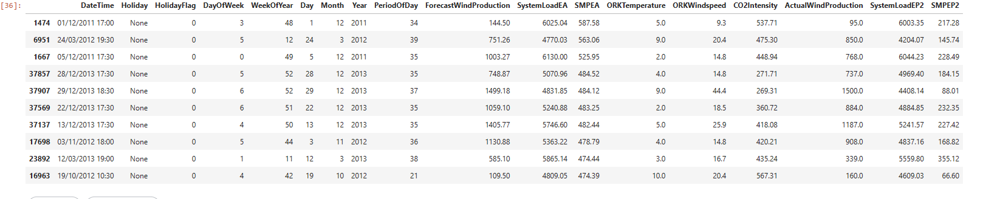 [36]: DateTime Holiday HolidayFlag DayOfWeek WeekOfYear Day Month Year PeriodOfDay ForecastWindProduction SystemLoadEA SMPEA ORKTemperature ORKWindspeed CO2Intensity ActualWindProduction SystemLoadEP2 SMPEP2
1474 01/12/2011 17:00 None 0 3 48 1 12 2011 34 144.50 6025.04 587.58 5.0 9.3 537.71 95.0 6003.35 217.28
6951 24/03/2012 19:30 None 0 5 12 24 3 2012 39 751.26 4770.03 563.06 9.0 20.4 475.30 850.0 4204.07 145.74
1667 05/12/2011 17:30 None 0 0 49 5 12 2011 35 1003.27 6130.00 525.95 2.0 14.8 448.94 768.0 6044.23 228.49
37857 28/12/2013 17:30 None 0 5 52 28 12 2013 35 748.87 5070.96 484.52 4.0 14.8 271.71 737.0 4969.40 184.15
37907 29/12/2013 18:30 None 0 6 52 29 12 2013 37 1499.18 4831.85 484.12 9.0 44.4 269.31 1500.0 4408.14 88.01
37569 22/12/2013 17:30 None 0 6 51 22 12 2013 35 1059.10 5240.88 483.25 2.0 18.5 360.72 884.0 4884.85 232.35
37137 13/12/2013 17:30 None 0 4 50 13 12 2013 35 1405.77 5746.60 482.44 5.0 25.9 418.08 1187.0 5241.57 227.42
17698 03/11/2012 18:00 None 0 5 44 3 11 2012 36 1130.88 5363.22 478.79 4.0 14.8 420.21 908.0 4837.16 168.82
23892 12/03/2013 19:00 None 0 1 11 12 3 2013 38 585.10 5865.14 474.44 3.0 16.7 435.24 339.0 5559.80 355.12
16963 19/10/2012 10:30 None 0 4 42 19 10 2012 21 109.50 4809.05 474.39 10.0 20.4 567.31 160.0 4609.03 66.60